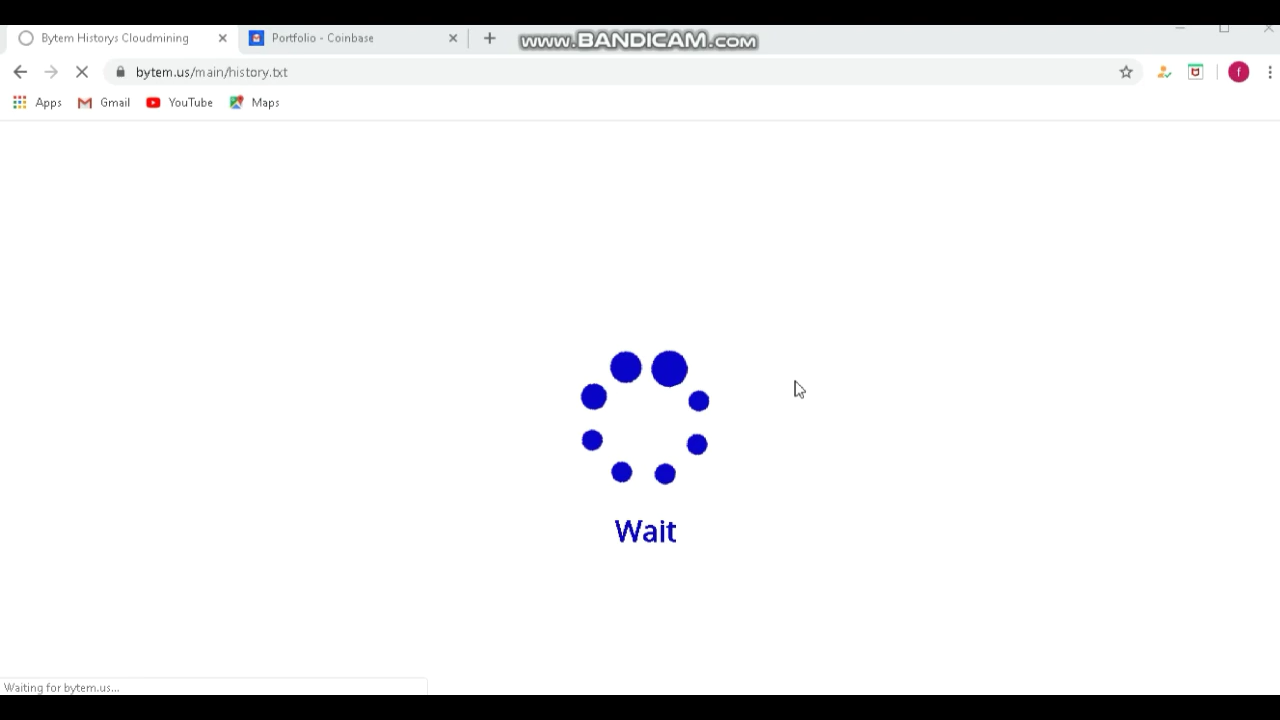 Bytem Historys Cloudmining
Portfolio - Coinbase
www.BANDICAM.com
bytem.us/main/history.txt
f
Apps
Gmail
YouTube
Maps
Wait
Waiting for bytem.us...